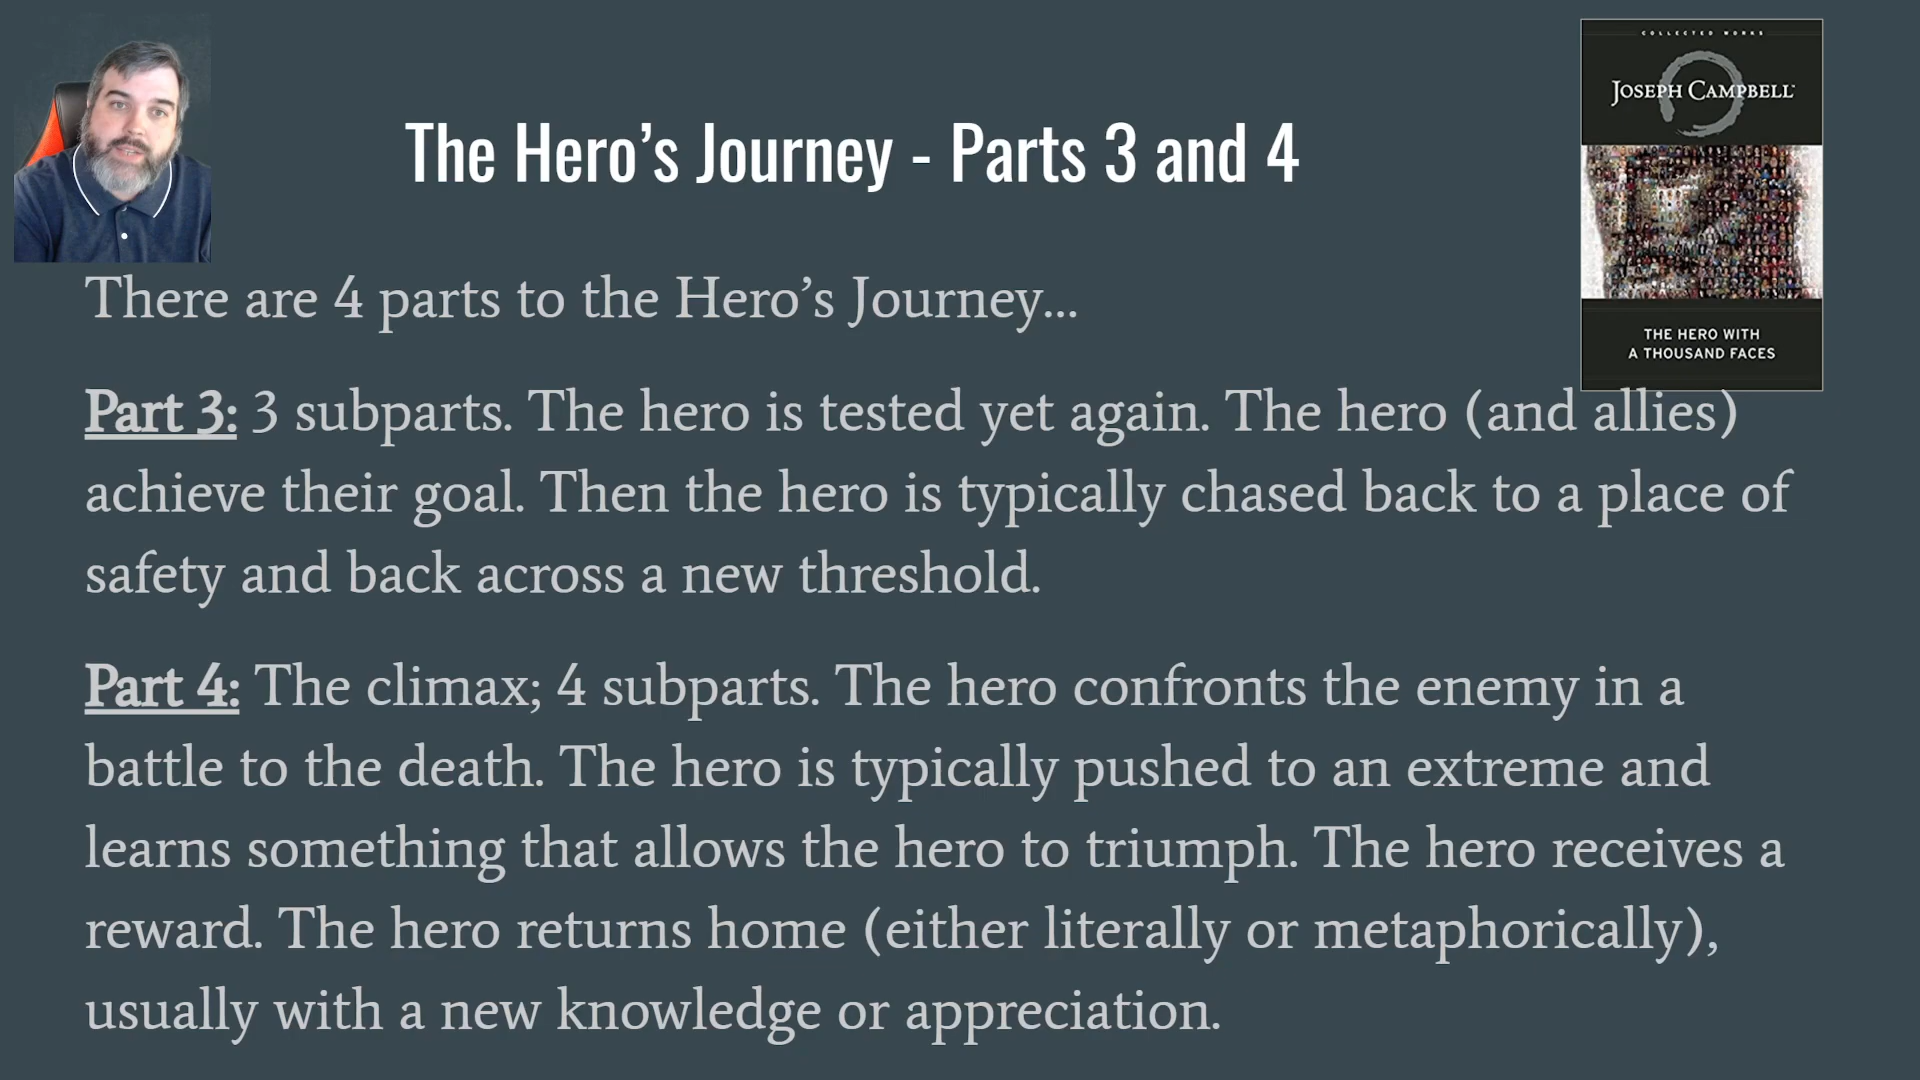 COLLECTED WORKS
JOSEPH CAMPBELL™
THE HERO WITH
A THOUSAND FACES
The Hero’s Journey - Parts 3 and 4
There are 4 parts to the Hero’s Journey...
Part 3: 3 subparts. The hero is tested yet again. The hero (and allies)
achieve their goal. Then the hero is typically chased back to a place of
safety and back across a new threshold.
Part 4: The climax; 4 subparts. The hero confronts the enemy in a
battle to the death. The hero is typically pushed to an extreme and
learns something that allows the hero to triumph. The hero receives a
reward. The hero returns home (either literally or metaphorically),
usually with a new knowledge or appreciation.